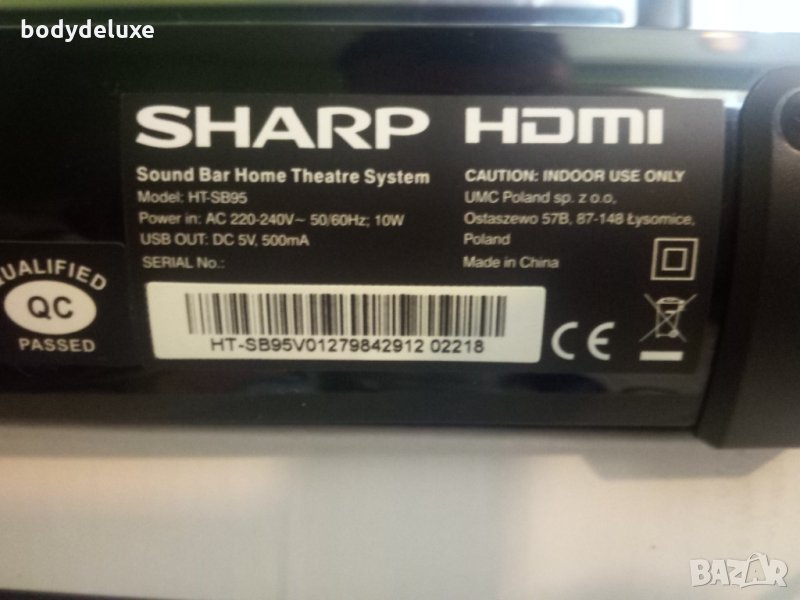 bodydeluxe
SHARP HDMI
Sound Bar Home Theatre System
Model: HT-SB95
Power in: AC 220-240V~ 50/60Hz; 10W
USB OUT: DC 5V, 500mA
SERIAL No.:
CAUTION: INDOOR USE ONLY
UMC Poland sp. z o.o,
Ostaszewo 57B, 87-148 Łysomice,
Poland
Made in China
QUALIFIED
QC
PASSED
HT-SB95V01279842912 02218
CE
BAZAR